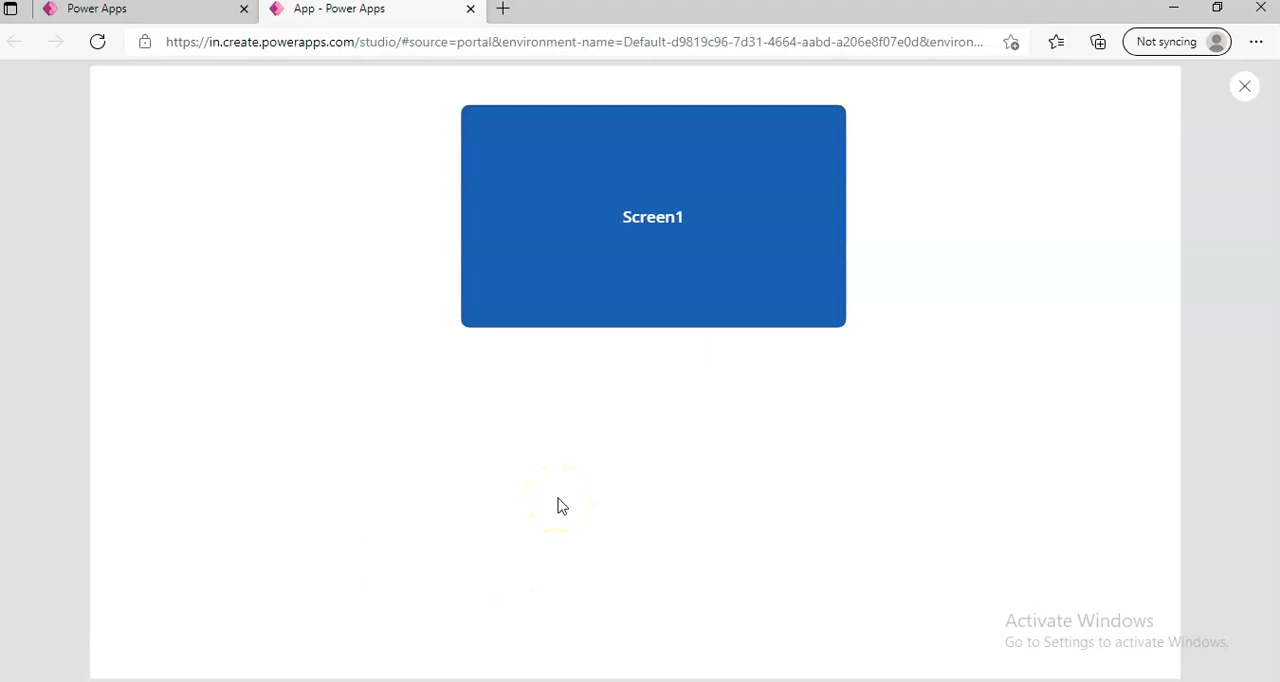 Power Apps
App - Power Apps
https://in.create.powerapps.com/studio/#source=portal&environment-name=Default-d9819c96-7d31-4664-aabd-a206e8f07e0d&environ...
Not syncing
Screen1
Activate Windows
Go to Settings to activate Windows.